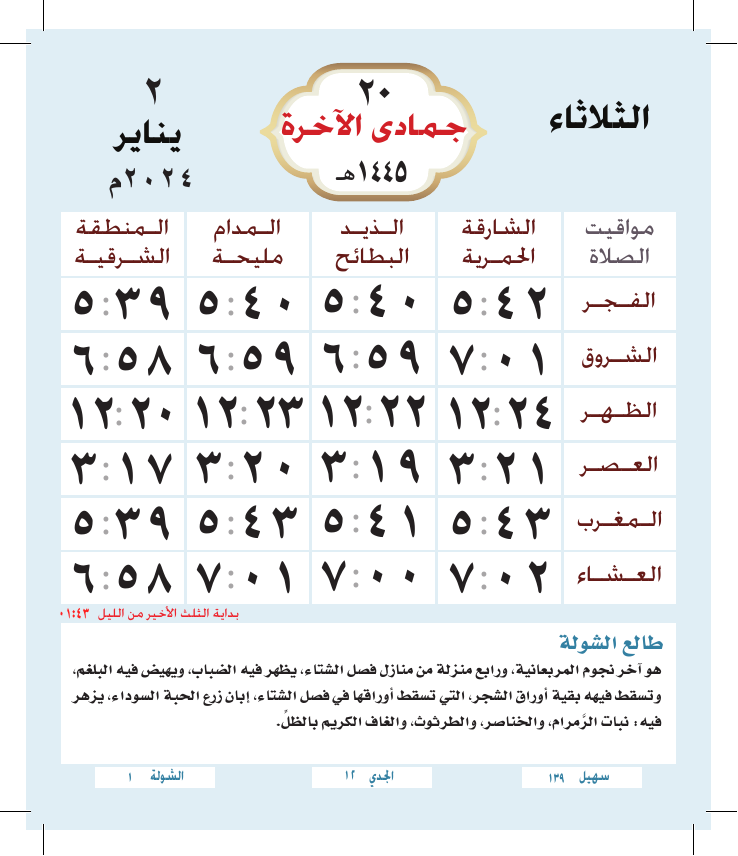 الثلاثاء
٢٠
جمادى الآخرة
١٤٤٥هـ
٢
يناير
٢٠٢٤م
مواقيت الصلاة | الشارقة الحمرية | الذيد البطائح | المدام مليحة | المنطقة الشرقية
الفجر ٥:٤٢ ٥:٤٠ ٥:٤٠ ٥:٣٩
الشروق ٧:٠١ ٦:٥٩ ٦:٥٩ ٦:٥٨
الظهر ١٢:٢٤ ١٢:٢٢ ١٢:٢٣ ١٢:٢٠
العصر ٣:٢١ ٣:١٩ ٣:٢٠ ٣:١٧
المغرب ٥:٤٣ ٥:٤١ ٥:٤٣ ٥:٣٩
العشاء ٧:٠٢ ٧:٠٠ ٧:٠١ ٦:٥٨
بداية الثلث الأخير من الليل ٠١:٤٣
طالع الشولة
هو آخر نجوم المربعانية، ورابع منزلة من منازل فصل الشتاء، يظهر فيه الضباب، ويهيض فيه البلغم،
وتسقط فيهه بقية أوراق الشجر، التي تسقط أوراقها في فصل الشتاء، إبان زرع الحبة السوداء، يزهر
فيه: نبات الرَّمرام، والخناصر، والطرثوث، والغاف الكريم بالظلِّ.
سهيل ١٣٩
الجدي ١٢
الشولة ١